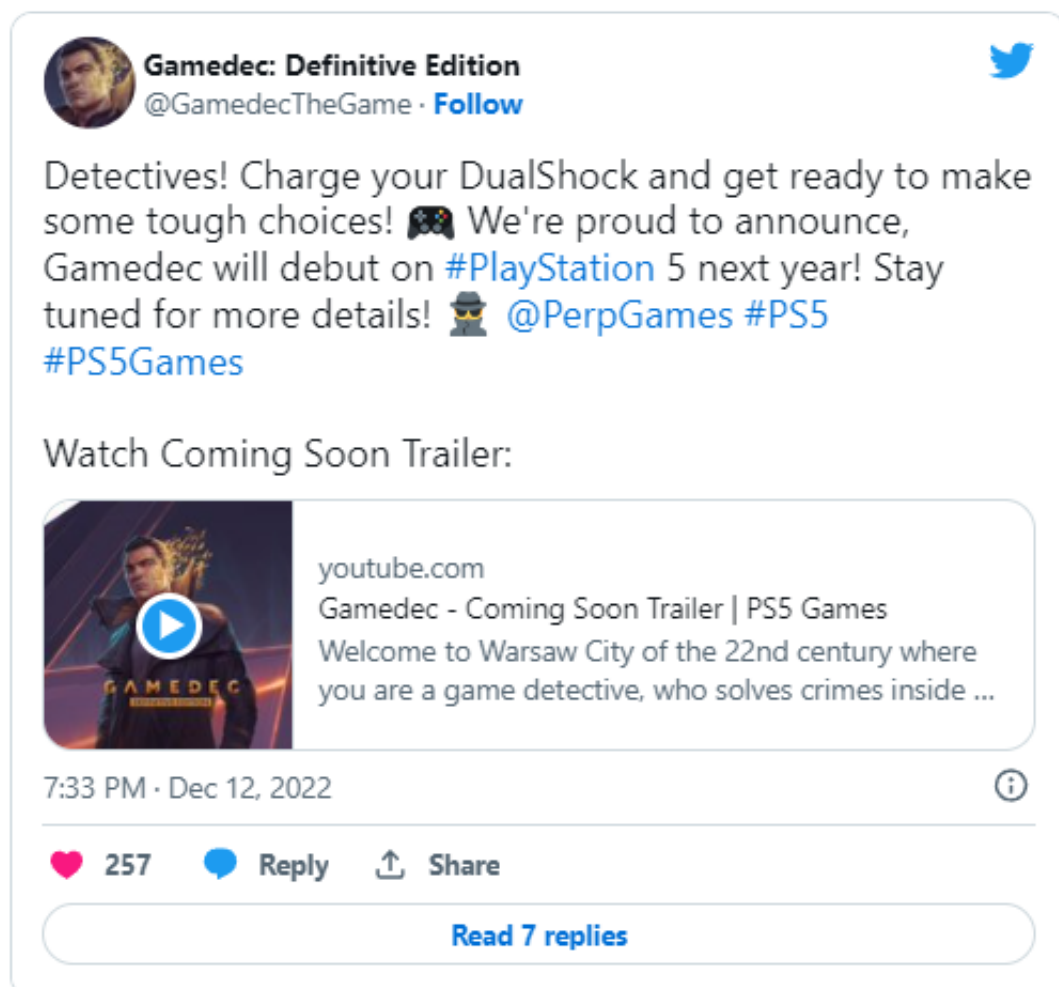 Gamedec: Definitive Edition
@GamedecTheGame · Follow
Detectives! Charge your DualShock and get ready to make
some tough choices! 🎮 We're proud to announce,
Gamedec will debut on #PlayStation 5 next year! Stay
tuned for more details! 🕵️ @PerpGames #PS5
#PS5Games
Watch Coming Soon Trailer:
GAMEDEC
DEFINITIVE EDITION
youtube.com
Gamedec - Coming Soon Trailer | PS5 Games
Welcome to Warsaw City of the 22nd century where
you are a game detective, who solves crimes inside ...
7:33 PM · Dec 12, 2022
257 Reply Share
Read 7 replies